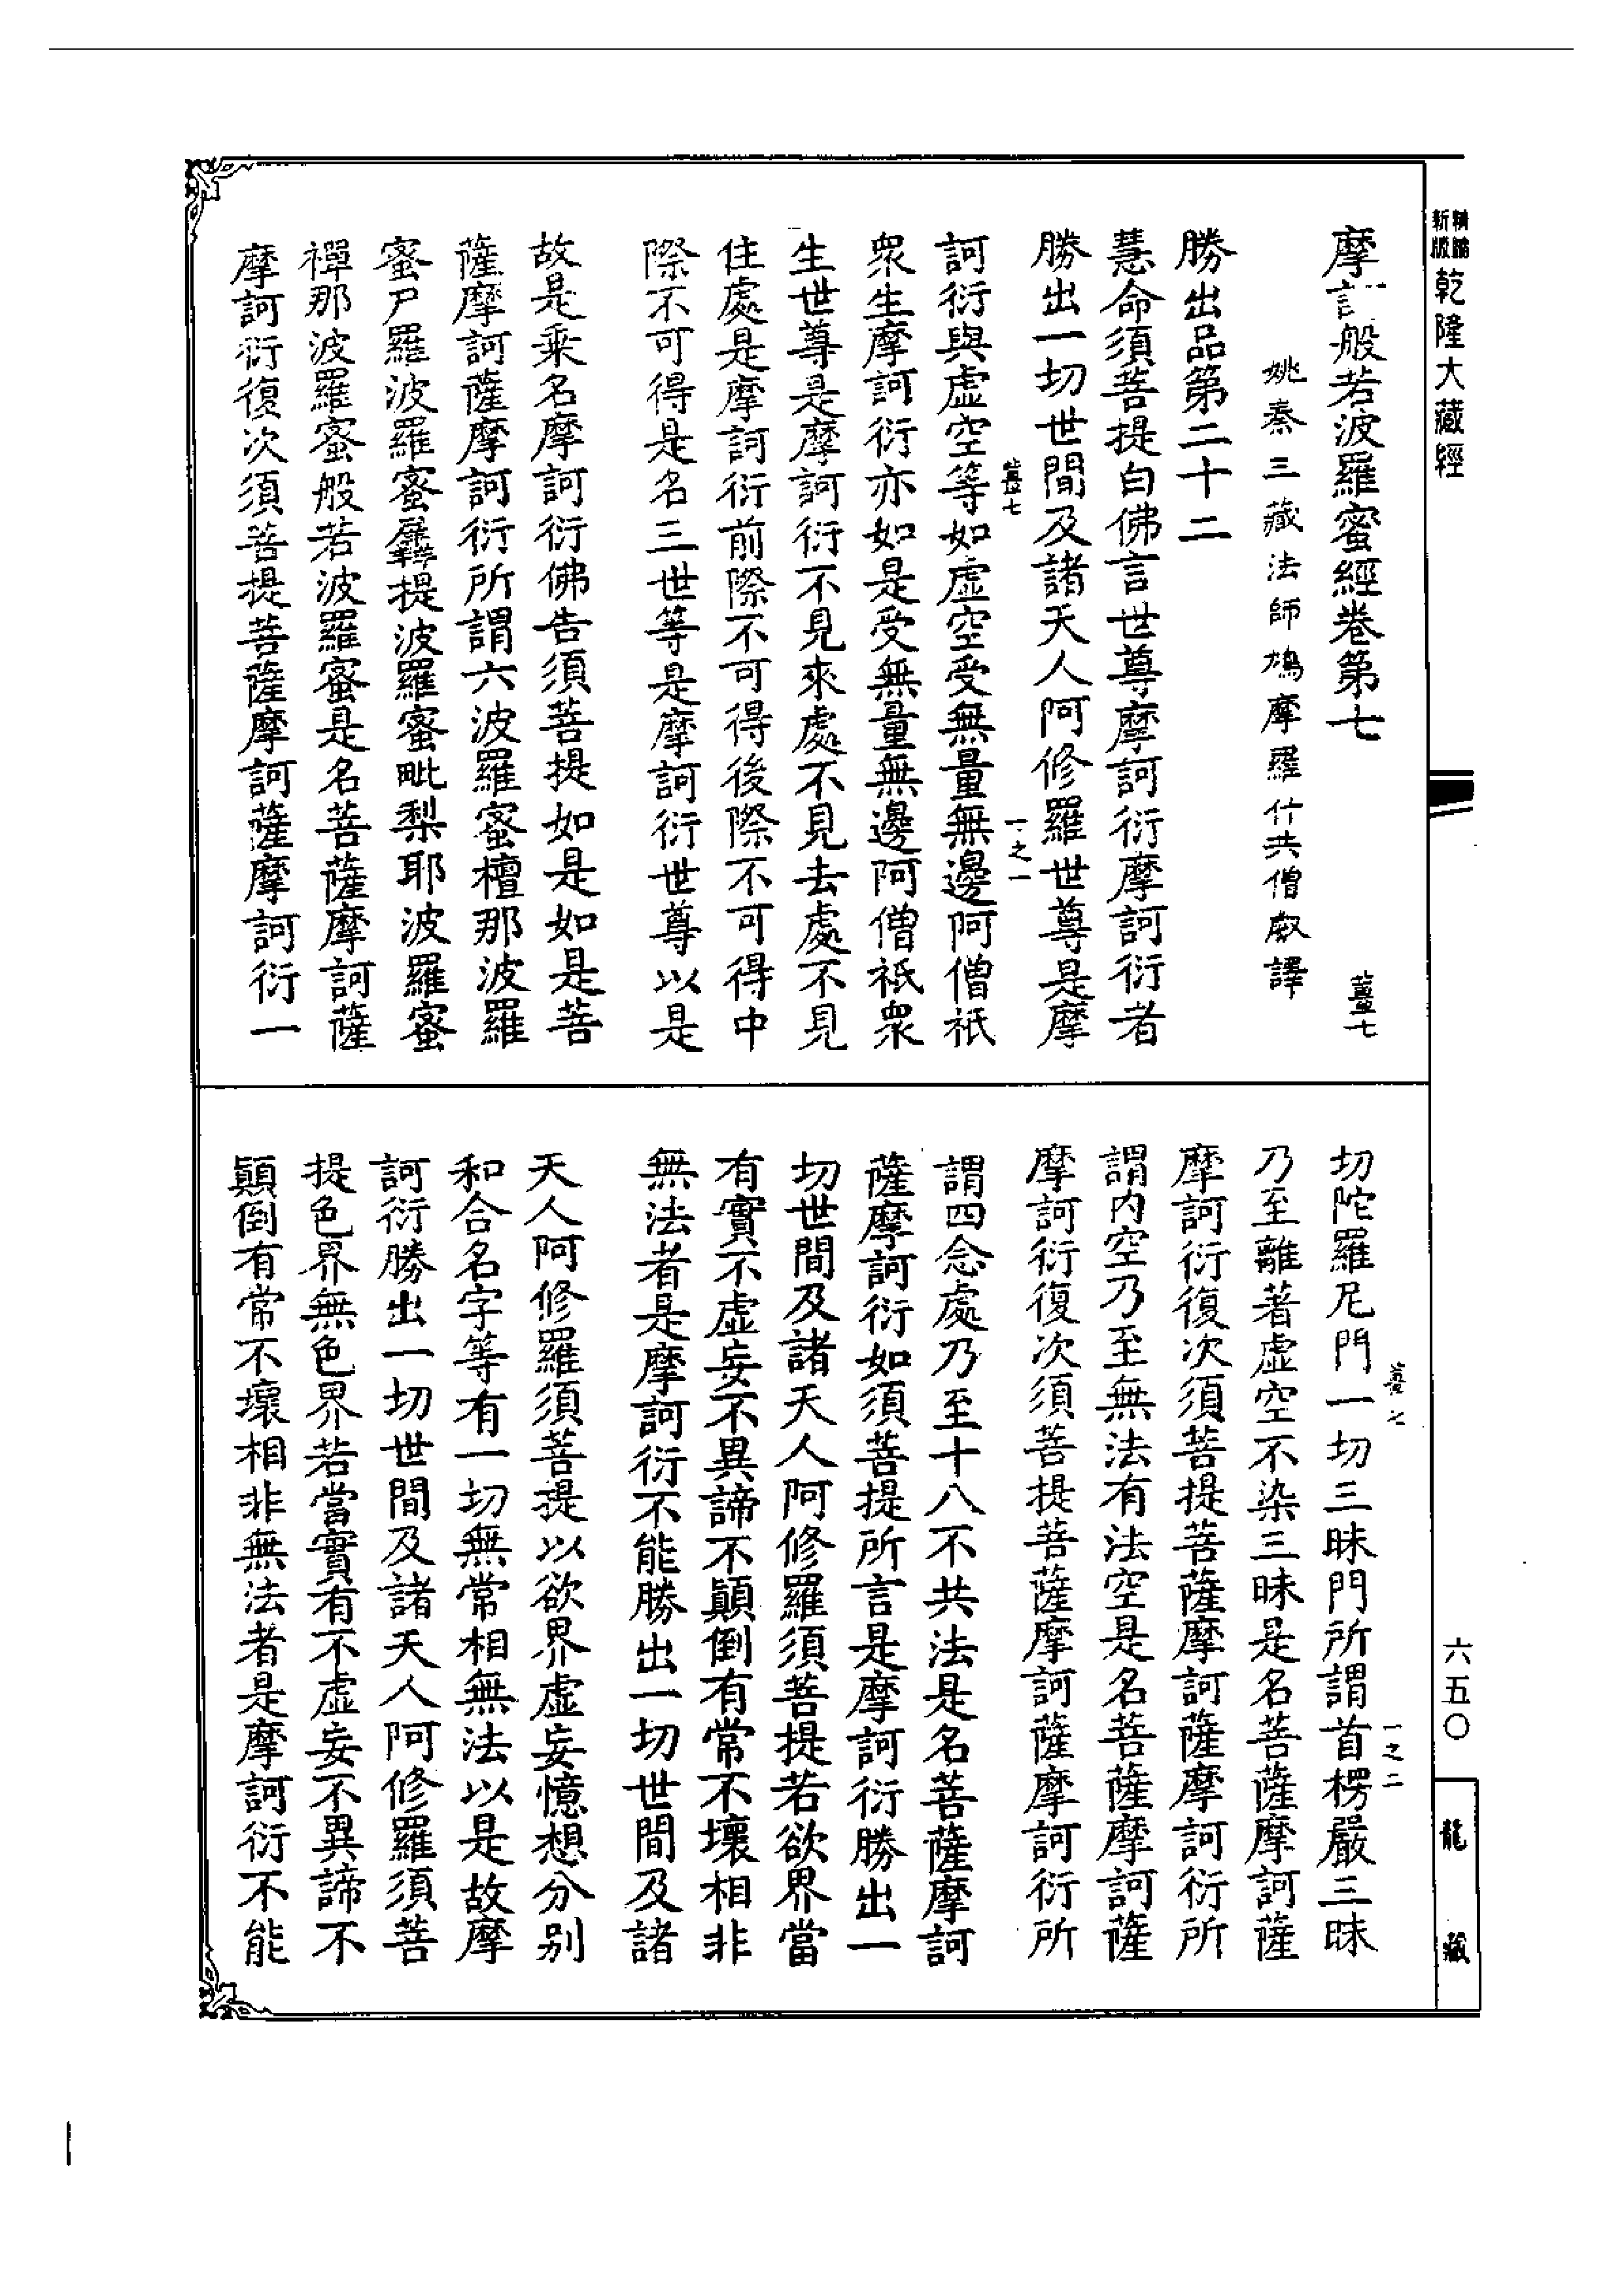 精縮
新版
乾隆大藏經
摩訶般若波羅蜜經卷第七
薑七
姚秦三藏法師鳩摩羅什共僧叡譯
勝出品第二十二
慧命須菩提白佛言世尊摩訶衍摩訶衍者
勝出一切世間及諸天人阿修羅世尊是摩
薑七
一之一
訶衍與虛空等如虛空受無量無邊阿僧祇
衆生摩訶衍亦如是受無量無邊阿僧祇衆
生世尊是摩訶衍不見來處不見去處不見
住處是摩訶衍前際不可得後際不可得中
際不可得是名三世等是摩訶衍世尊以是
故是乘名摩訶衍佛告須菩提如是如是菩
薩摩訶薩摩訶衍所謂六波羅蜜檀那波羅
蜜尸羅波羅蜜羼提波羅蜜毗梨耶波羅蜜
禪那波羅蜜般若波羅蜜是名菩薩摩訶薩
摩訶衍復次須菩提菩薩摩訶薩摩訶衍一
薑七
一之二
切陀羅尼門一切三昧門所謂首楞嚴三昧
乃至離著虛空不染三昧是名菩薩摩訶薩
摩訶衍復次須菩提菩薩摩訶薩摩訶衍所
謂內空乃至無法有法空是名菩薩摩訶薩
摩訶衍復次須菩提菩薩摩訶薩摩訶衍所
謂四念處乃至十八不共法是名菩薩摩訶
薩摩訶衍如須菩提所言是摩訶衍勝出一
切世間及諸天人阿修羅須菩提若欲界當
有實不虛妄不異諦不顛倒有常不壞相非
無法者是摩訶衍不能勝出一切世間及諸
天人阿修羅須菩提以欲界虛妄憶想分別
和合名字等有一切無常相無法以是故摩
訶衍勝出一切世間及諸天人阿修羅須菩
提色界無色界若當實有不虛妄不異諦不
顛倒有常不壞相非無法者是摩訶衍不能
六五〇
龍藏